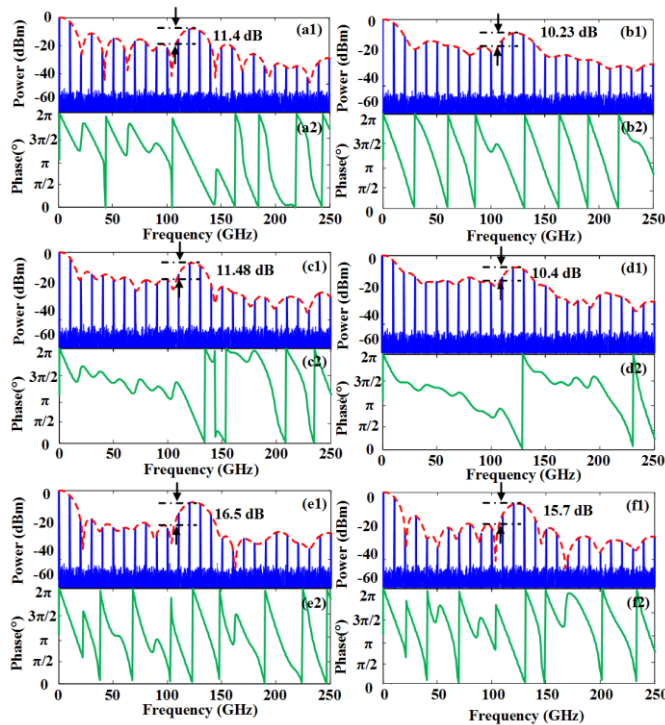 Power (dBm)
0
-20
-40
-60
11.4 dB
(a1)
Power (dBm)
0
-20
-40
-60
10.23 dB
(b1)
Phase(°)
2π
3π/2
π
π/2
0
(a2)
0 50 100 150 200 250
Frequency (GHz)
Phase(°)
2π
3π/2
π
π/2
0
(b2)
0 50 100 150 200 250
Frequency (GHz)
Power (dBm)
0
-20
-40
-60
11.48 dB
(c1)
Power (dBm)
0
-20
-40
-60
10.4 dB
(d1)
Phase(°)
2π
3π/2
π
π/2
0
(c2)
0 50 100 150 200 250
Frequency (GHz)
Phase(°)
2π
3π/2
π
π/2
0
(d2)
0 50 100 150 200 250
Frequency (GHz)
Power (dBm)
0
-20
-40
-60
16.5 dB
(e1)
Power (dBm)
0
-20
-40
-60
15.7 dB
(f1)
Phase(°)
2π
3π/2
π
π/2
0
(e2)
0 50 100 150 200 250
Frequency (GHz)
Phase(°)
2π
3π/2
π
π/2
0
(f2)
0 50 100 150 200 250
Frequency (GHz)